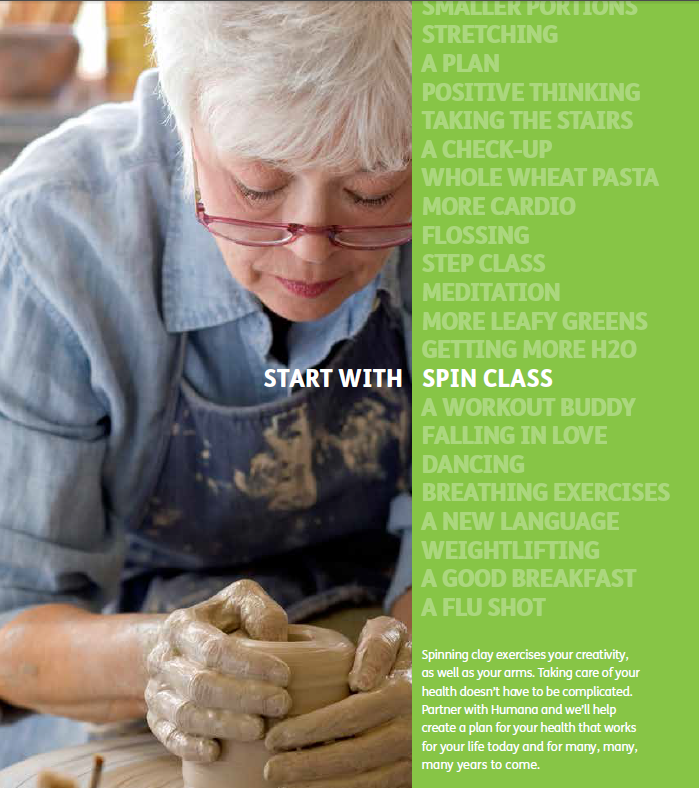 SMALLER PORTIONS
STRETCHING
A PLAN
POSITIVE THINKING
TAKING THE STAIRS
A CHECK-UP
WHOLE WHEAT PASTA
MORE CARDIO
FLOSSING
STEP CLASS
MEDITATION
MORE LEAFY GREENS
GETTING MORE H2O
START WITH SPIN CLASS
A WORKOUT BUDDY
FALLING IN LOVE
DANCING
BREATHING EXERCISES
A NEW LANGUAGE
WEIGHTLIFTING
A GOOD BREAKFAST
A FLU SHOT
Spinning clay exercises your creativity,
as well as your arms. Taking care of your
health doesn't have to be complicated.
Partner with Humana and we'll help
create a plan for your health that works
for your life today and for many, many,
many years to come.